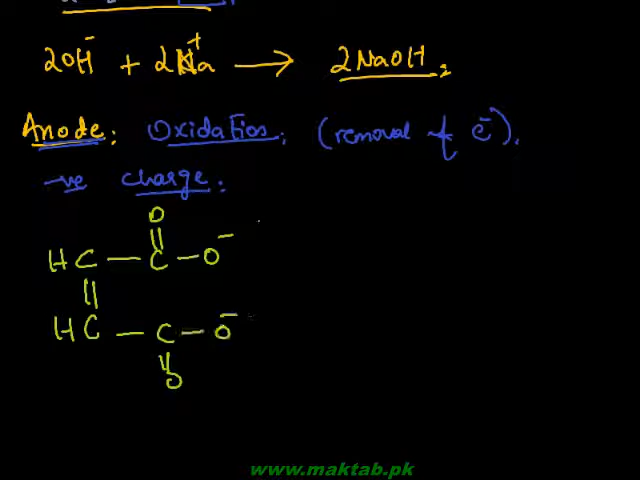 2OH⁻ + 2Na⁺ ⟶ 2NaOH.
Anode: Oxidation: (removal of e⁻).
-ve charge:
O
||
HC — C — O⁻
||
HC — C — O⁻
||
O
www.maktab.pk